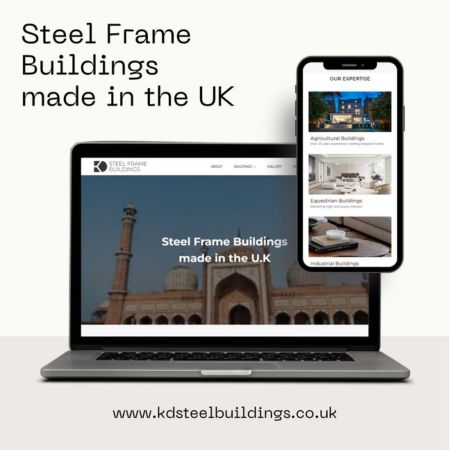 Steel Frame
Buildings
made in the UK
OUR EXPERTISE
Agricultural Buildings
Over 25 years experience creating bespoke homes
Equestrian Buildings
Delivering high end luxury interiors
Industrial Buildings
KD STEEL FRAME
BUILDINGS
ABOUT BUILDINGS GALLERY
Steel Frame Buildings
made in the U.K
www.kdsteelbuildings.co.uk